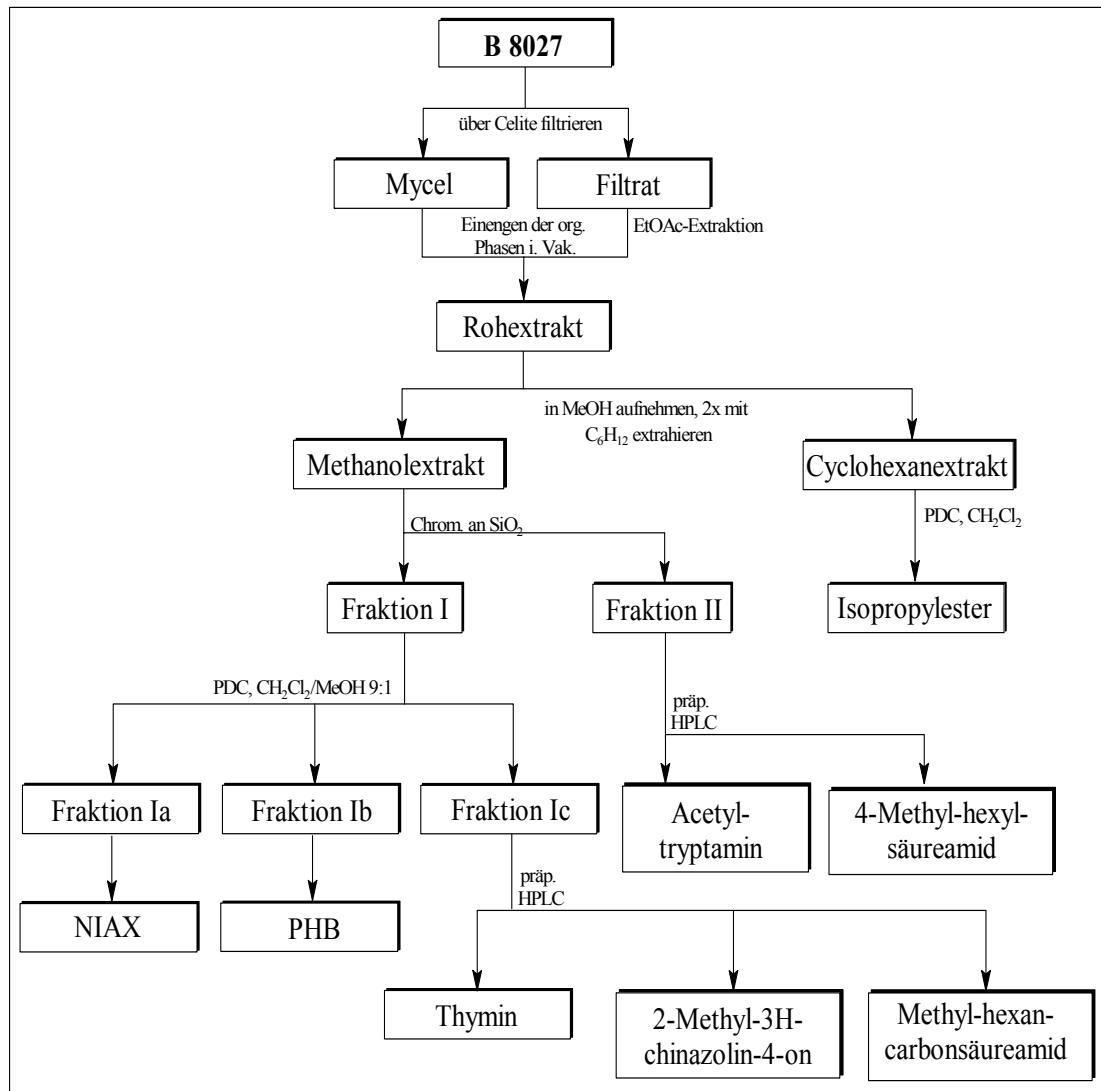 B 8027
über Celite filtrieren
Mycel
Filtrat
Einengen der org.
Phasen i. Vak.
EtOAc-Extraktion
Rohextrakt
in MeOH aufnehmen, 2x mit
C₆H₁₂ extrahieren
Methanolextrakt
Cyclohexanextrakt
Chrom. an SiO₂
PDC, CH₂Cl₂
Fraktion I
Fraktion II
Isopropylester
PDC, CH₂Cl₂/MeOH 9:1
präp.
HPLC
Fraktion Ia
Fraktion Ib
Fraktion Ic
Acetyl-
tryptamin
4-Methyl-hexyl-
säureamid
präp.
HPLC
NIAX
PHB
Thymin
2-Methyl-3H-
chinazolin-4-on
Methyl-hexan-
carbonsäureamid